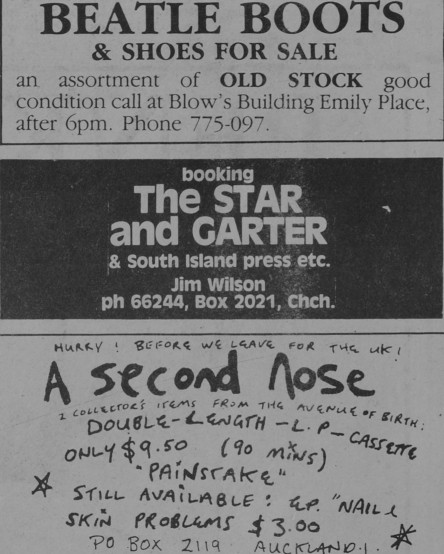 BEATLE BOOTS
& SHOES FOR SALE
an assortment of OLD STOCK good
condition call at Blow's Building Emily Place,
after 6pm. Phone 775-097.
booking
The STAR
and GARTER
& South Island press etc.
Jim Wilson
ph 66244, Box 2021, Chch.
HURRY! BEFORE WE LEAVE FOR THE UK!
A second Nose
2 COLLECTOR'S ITEMS FROM THE AVENUE OF BIRTH:
DOUBLE-LENGTH-L.P-CASSETTE
ONLY $9.50 (90 MINS)
"PAINSTAKE"
STILL AVAILABLE: E.P. "NAIL &
SKIN PROBLEMS $3.00
PO BOX 2119 AUCKLAND.1.